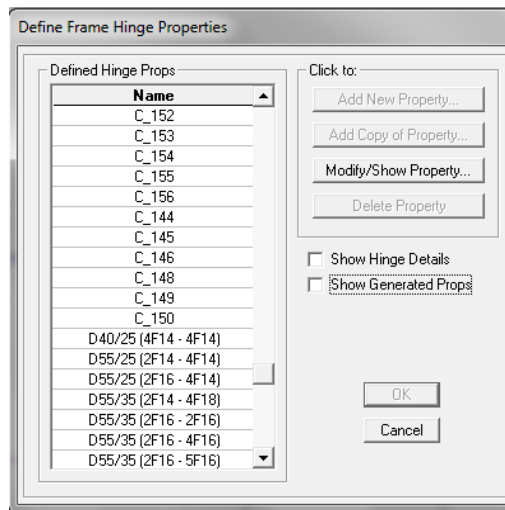 Define Frame Hinge Properties
Defined Hinge Props
Name
C_152
C_153
C_154
C_155
C_156
C_144
C_145
C_146
C_148
C_149
C_150
D40/25 (4F14 - 4F14)
D55/25 (2F14 - 4F14)
D55/25 (2F16 - 4F14)
D55/35 (2F14 - 4F18)
D55/35 (2F16 - 2F16)
D55/35 (2F16 - 4F16)
D55/35 (2F16 - 5F16)
Click to:
Add New Property...
Add Copy of Property...
Modify/Show Property...
Delete Property
Show Hinge Details
Show Generated Props
OK
Cancel